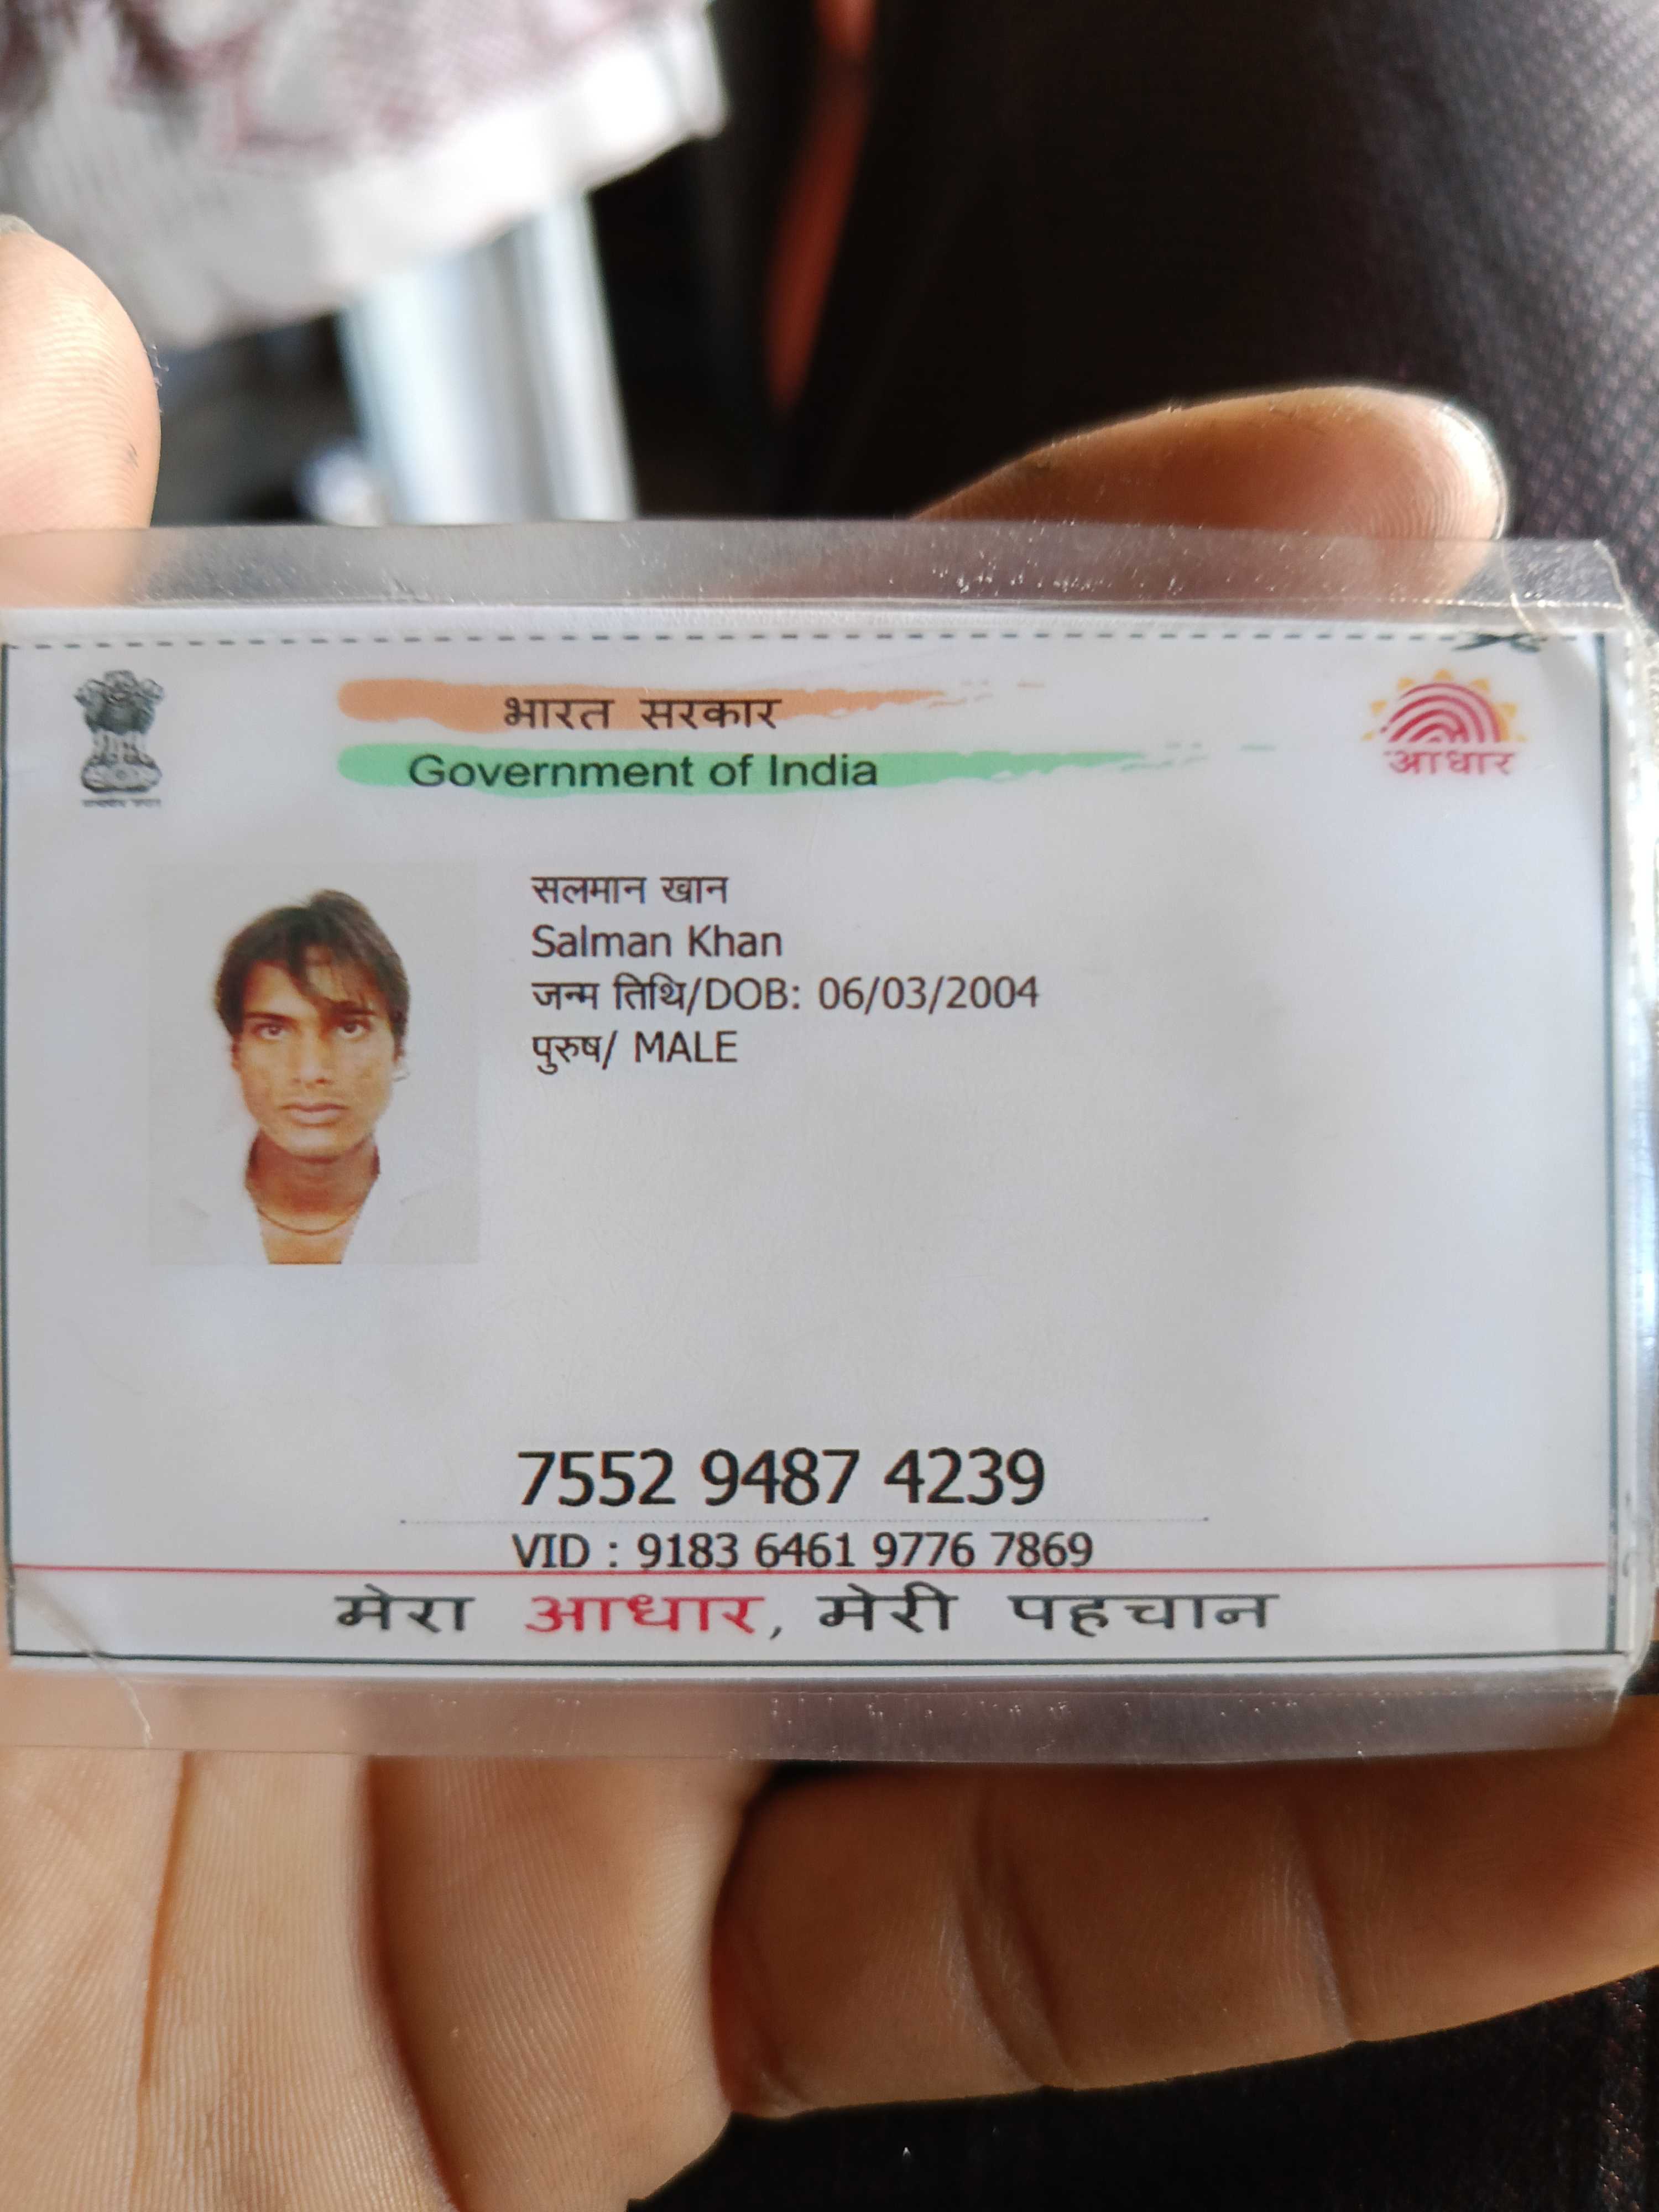 भारत सरकार
Government of India
आधार
सलमान खान
Salman Khan
जन्म तिथि/DOB: 06/03/2004
पुरुष/ MALE
7552 9487 4239
VID : 9183 6461 9776 7869
मेरा आधार, मेरी पहचान